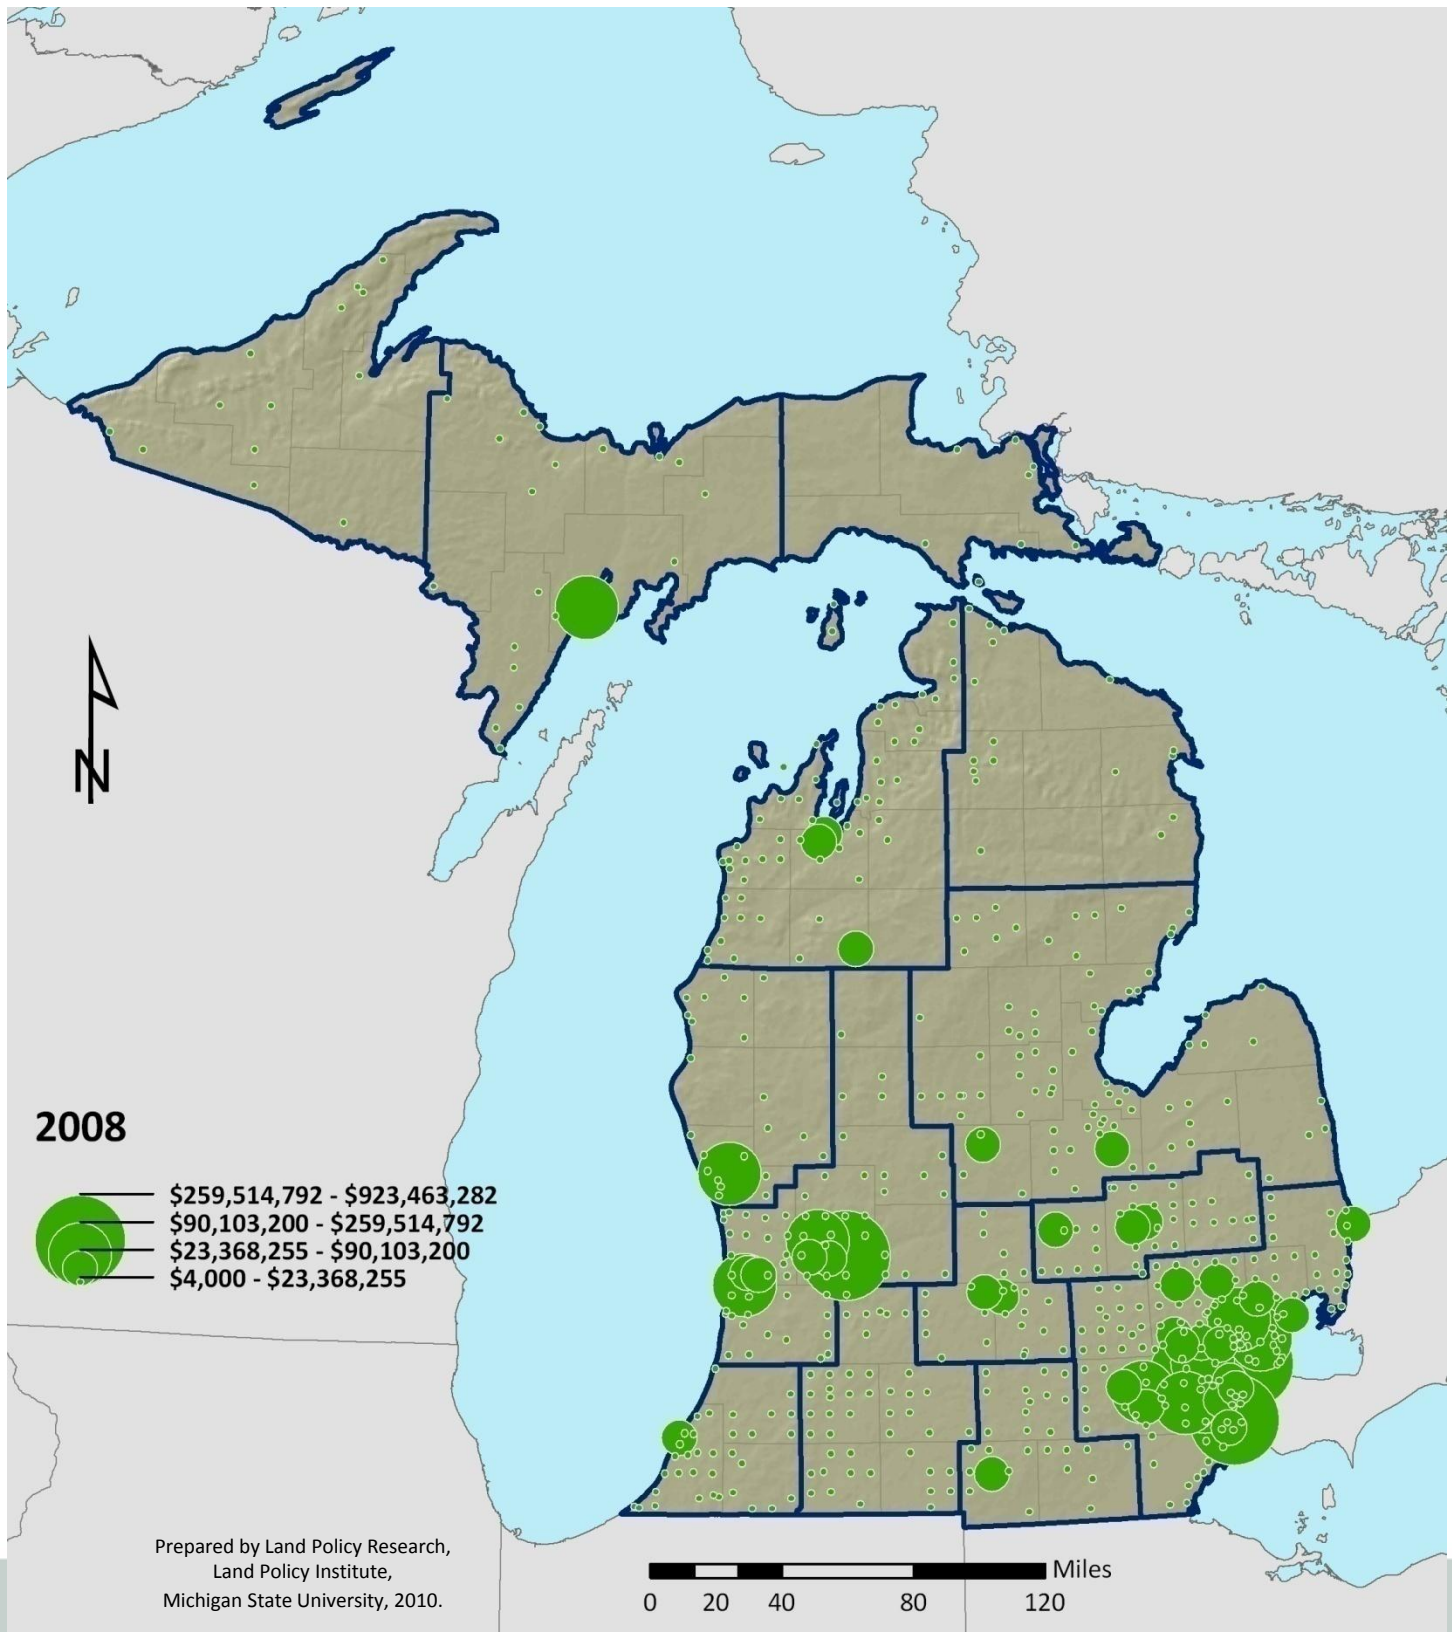 N
2008
$259,514,792 - $923,463,282
$90,103,200 - $259,514,792
$23,368,255 - $90,103,200
$4,000 - $23,368,255
Prepared by Land Policy Research,
Land Policy Institute,
Michigan State University, 2010.
Miles
0 20 40 80 120